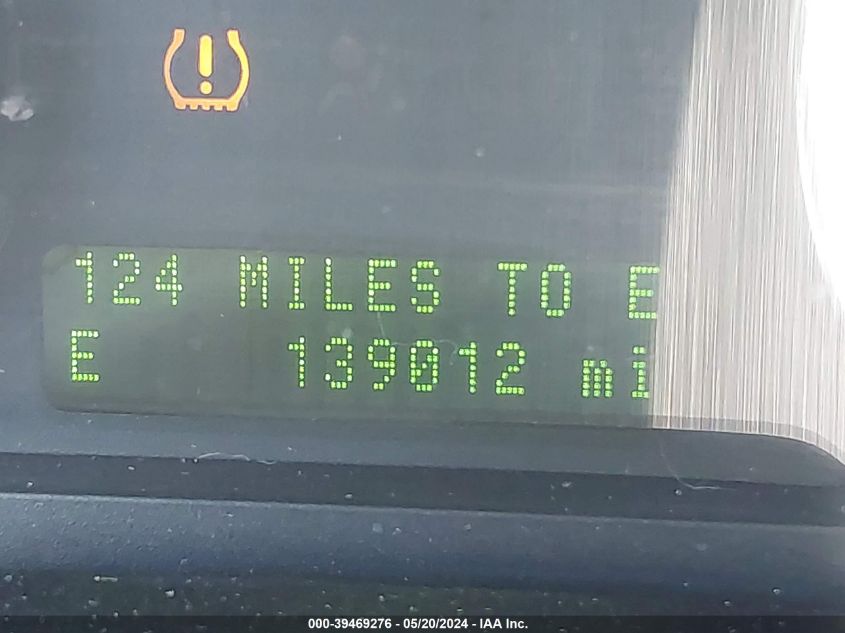 124 MILES TO E
E 139012 mi
000-39469276 - 05/20/2024 - IAA Inc.